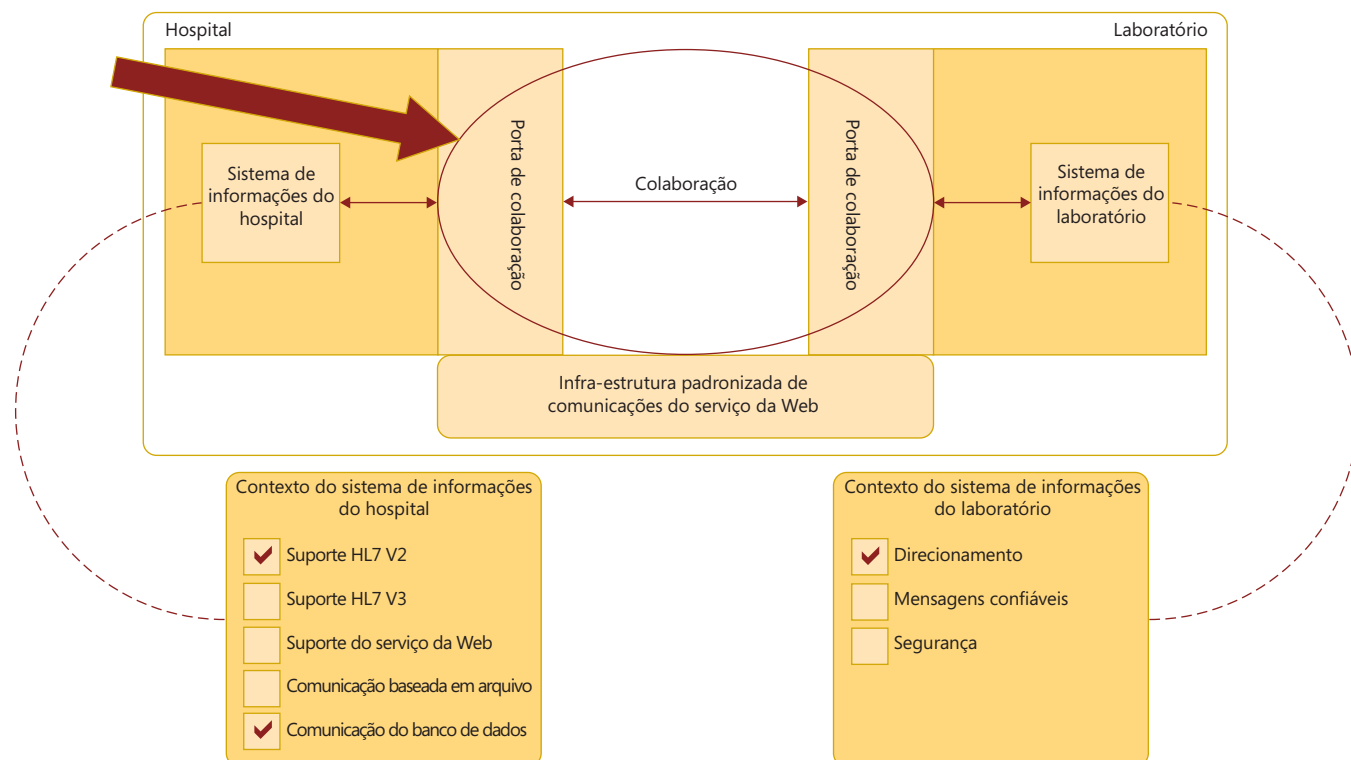 Hospital
Laboratório
Sistema de
informações do
hospital
Porta de colaboração
Colaboração
Porta de colaboração
Sistema de
informações do
laboratório
Infra-estrutura padronizada de
comunicações do serviço da Web
Contexto do sistema de informações
do hospital
Suporte HL7 V2
Suporte HL7 V3
Suporte do serviço da Web
Comunicação baseada em arquivo
Comunicação do banco de dados
Contexto do sistema de informações
do laboratório
Direcionamento
Mensagens confiáveis
Segurança